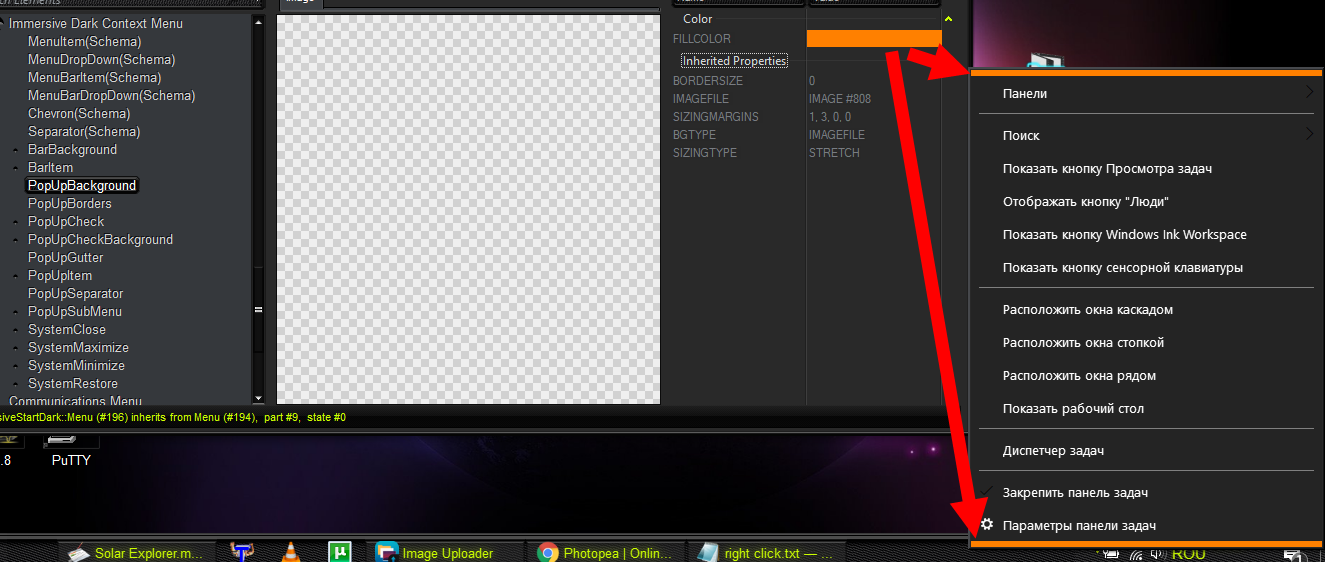 Immersive Dark Context Menu
MenuItem(Schema)
MenuDropDown(Schema)
MenuBarItem(Schema)
MenuBarDropDown(Schema)
Chevron(Schema)
Separator(Schema)
BarBackground
BarItem
PopUpBackground
PopUpBorders
PopUpCheck
PopUpCheckBackground
PopUpGutter
PopUpItem
PopUpSeparator
PopUpSubMenu
SystemClose
SystemMaximize
SystemMinimize
SystemRestore
Communications Menu
Color
FILLCOLOR
Inherited Properties
BORDERSIZE 0
IMAGEFILE IMAGE #808
SIZINGMARGINS 1, 3, 0, 0
BGTYPE IMAGEFILE
SIZINGTYPE STRETCH
siveStartDark::Menu (#196) inherits from Menu (#194), part #9, state #0
.8
PuTTY
Панели
Поиск
Показать кнопку Просмотра задач
Отображать кнопку "Люди"
Показать кнопку Windows Ink Workspace
Показать кнопку сенсорной клавиатуры
Расположить окна каскадом
Расположить окна стопкой
Расположить окна рядом
Показать рабочий стол
Диспетчер задач
Закрепить панель задач
Параметры панели задач
Solar Explorer.m...
Image Uploader
Photopea | Onlin...
right click.txt — ...
ROU
1